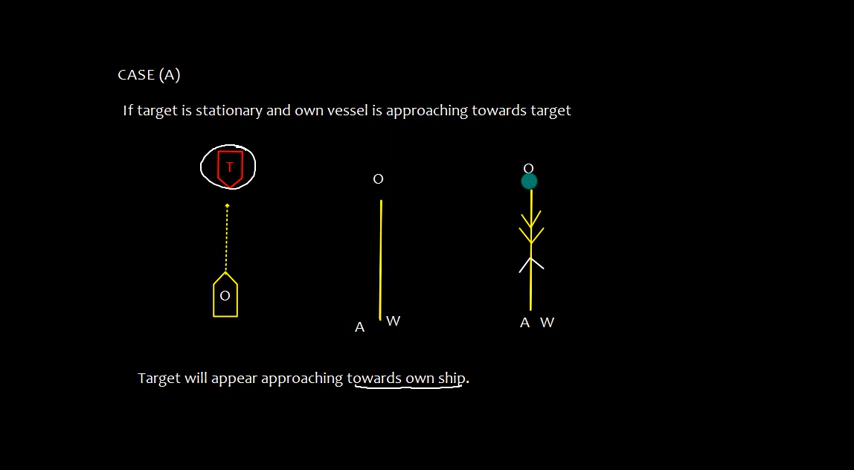 CASE (A)
If target is stationary and own vessel is approaching towards target
T
O
O
A W
O
A W
Target will appear approaching towards own ship.